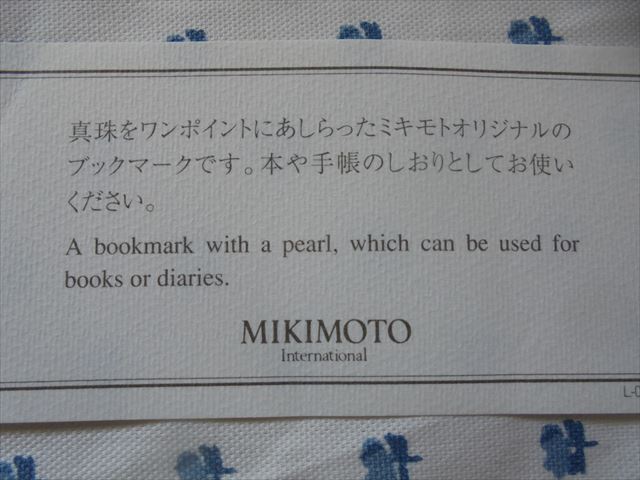 真珠をワンポイントにあしらったミキモトオリジナルの
ブックマークです。本や手帳のしおりとしてお使い
ください。
A bookmark with a pearl, which can be used for
books or diaries.
MIKIMOTO
International